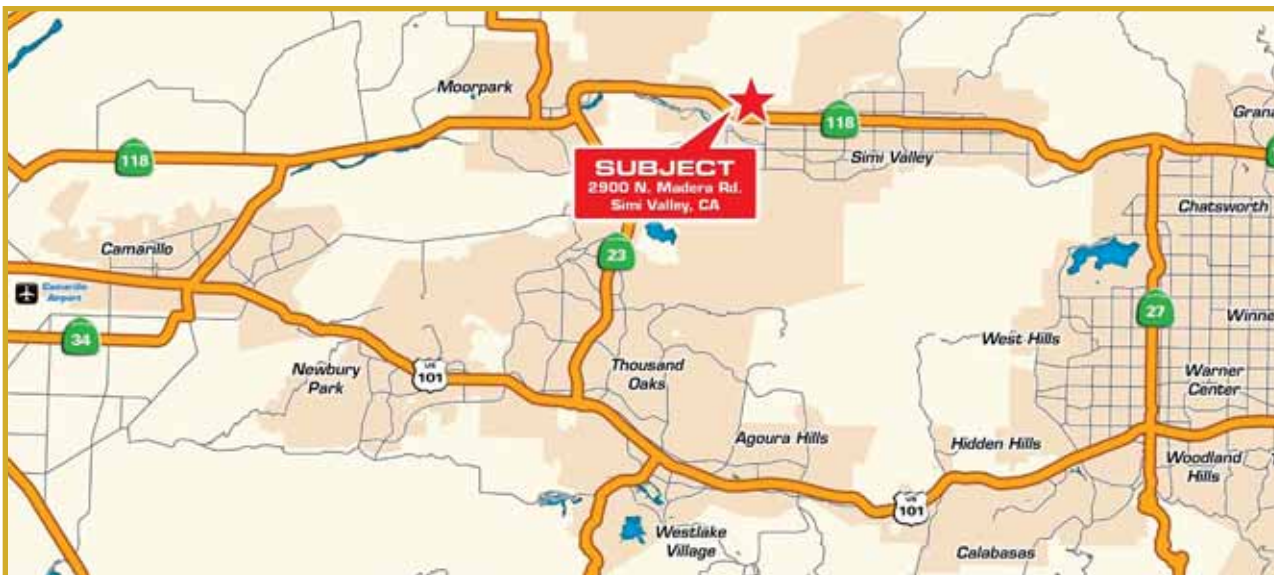 Moorpark
118
SUBJECT
2900 N. Madera Rd.
Simi Valley, CA
118
Simi Valley
Chatsworth
Camarillo
23
Camarillo
Airport
34
27
West Hills
Newbury
Park
US
101
Thousand
Oaks
Warner
Center
Agoura Hills
Hidden Hills
Woodland
Hills
US
101
Westlake
Village
Calabasas